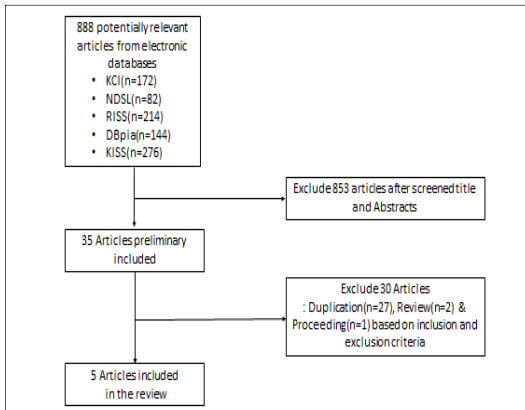 888 potentially relevant
articles from electronic
databases
• KCI(n=172)
• NDSL(n=82)
• RISS(n=214)
• DBpia(n=144)
• KISS(n=276)
Exclude 853 articles after screened title
and Abstracts
35 Articles preliminary
included
Exclude 30 Articles
: Duplication(n=27), Review(n=2) &
Proceeding(n=1) based on inclusion and
exclusion criteria
5 Articles included
in the review